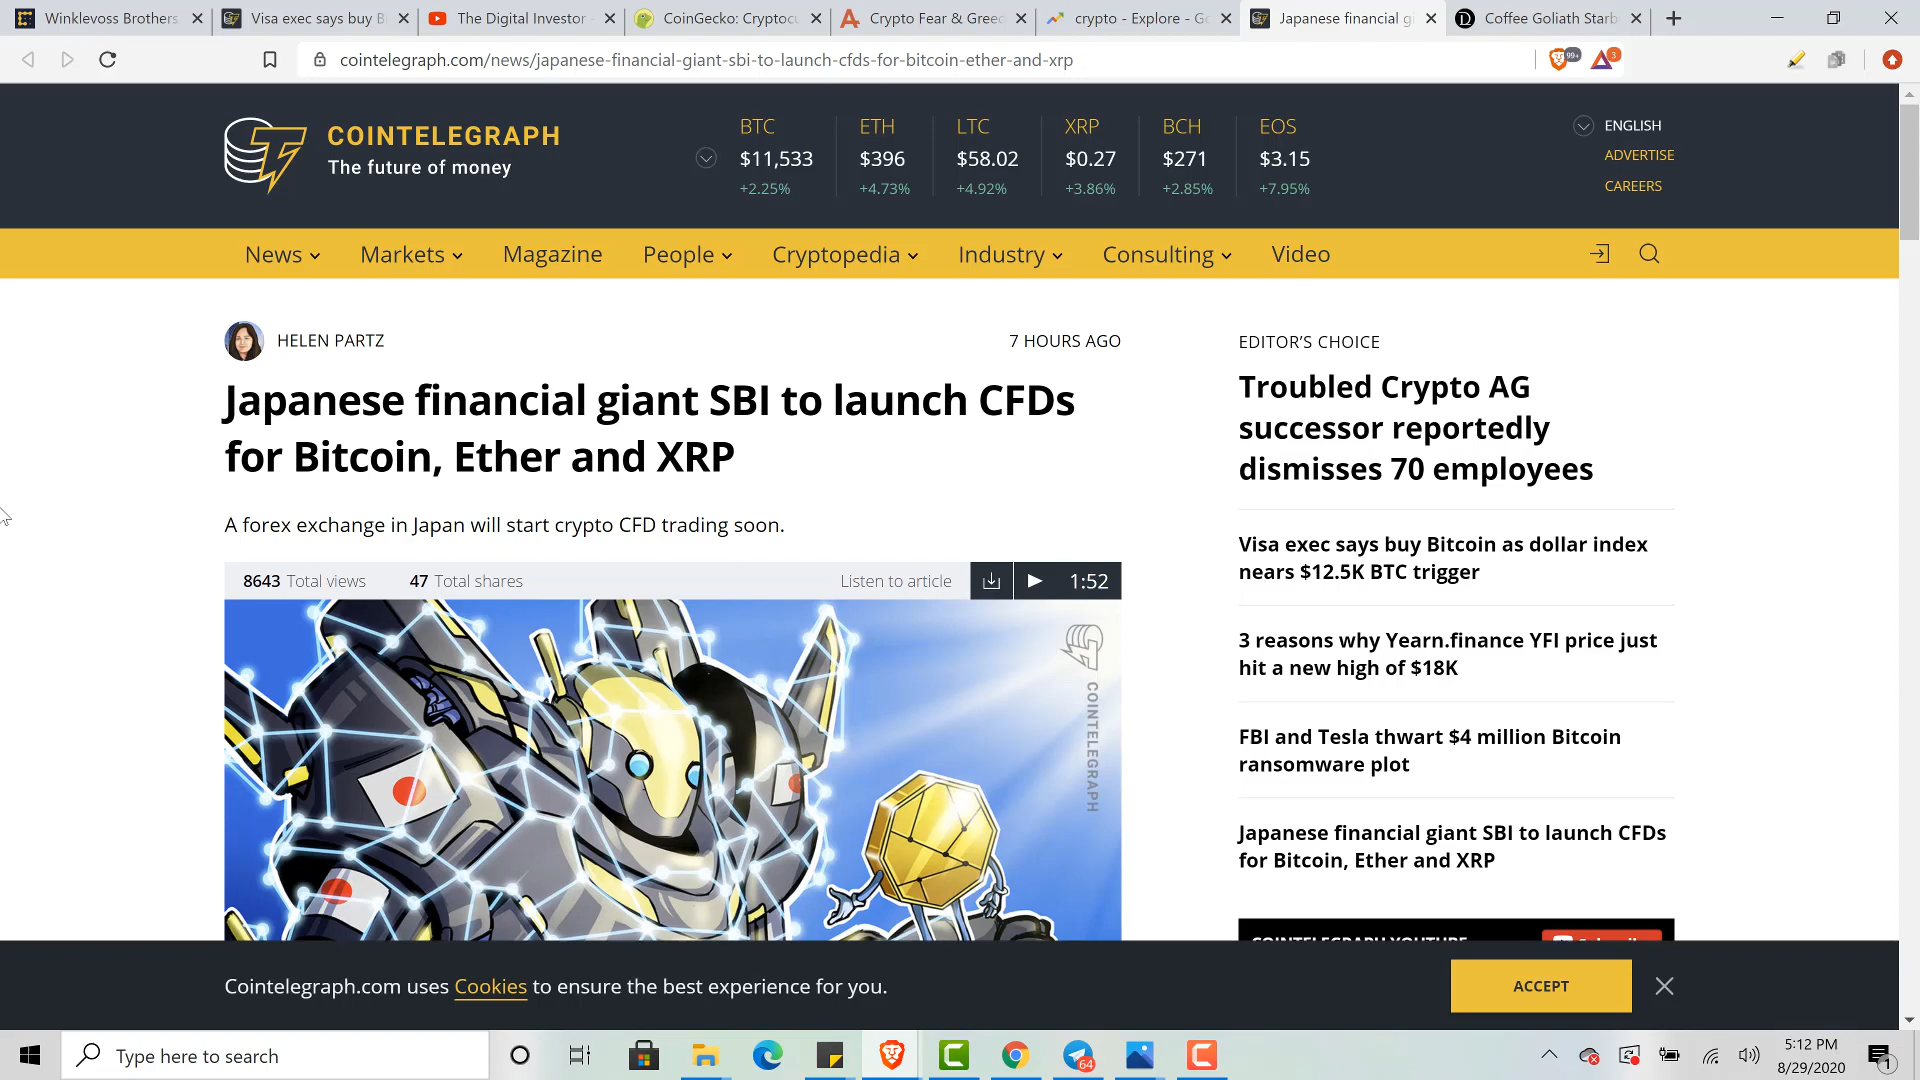 Winklevoss Brothers
Visa exec says buy B
The Digital Investor -
CoinGecko: Cryptocu
Crypto Fear & Greed
crypto - Explore - Go
Japanese financial gi
Coffee Goliath Starb
cointelegraph.com/news/japanese-financial-giant-sbi-to-launch-cfds-for-bitcoin-ether-and-xrp
99+
3
COINTELEGRAPH
The future of money
BTC ETH LTC XRP BCH EOS
$11,533 $396 $58.02 $0.27 $271 $3.15
+2.25% +4.73% +4.92% +3.86% +2.85% +7.95%
ENGLISH
ADVERTISE
CAREERS
News Markets Magazine People Cryptopedia Industry Consulting Video
HELEN PARTZ
7 HOURS AGO
Japanese financial giant SBI to launch CFDs
for Bitcoin, Ether and XRP
A forex exchange in Japan will start crypto CFD trading soon.
8643 Total views 47 Total shares
Listen to article
1:52
COINTELEGRAPH
EDITOR'S CHOICE
Troubled Crypto AG
successor reportedly
dismisses 70 employees
Visa exec says buy Bitcoin as dollar index
nears $12.5K BTC trigger
3 reasons why Yearn.finance YFI price just
hit a new high of $18K
FBI and Tesla thwart $4 million Bitcoin
ransomware plot
Japanese financial giant SBI to launch CFDs
for Bitcoin, Ether and XRP
COINTELEGRAPH YOUTUBE
Cointelegraph.com uses Cookies to ensure the best experience for you.
ACCEPT
Type here to search
64
5:12 PM
8/29/2020
1